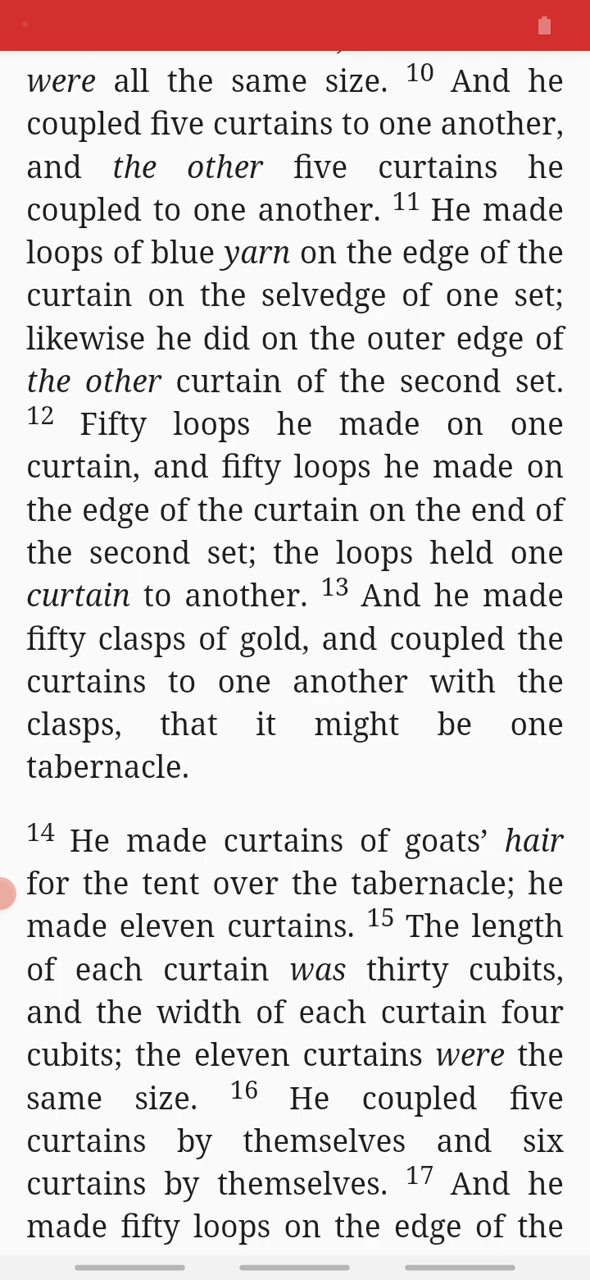 were all the same size. 10 And he
coupled five curtains to one another,
and the other five curtains he
coupled to one another. 11 He made
loops of blue yarn on the edge of the
curtain on the selvedge of one set;
likewise he did on the outer edge of
the other curtain of the second set.
12 Fifty loops he made on one
curtain, and fifty loops he made on
the edge of the curtain on the end of
the second set; the loops held one
curtain to another. 13 And he made
fifty clasps of gold, and coupled the
curtains to one another with the
clasps, that it might be one
tabernacle.
14 He made curtains of goats’ hair
for the tent over the tabernacle; he
made eleven curtains. 15 The length
of each curtain was thirty cubits,
and the width of each curtain four
cubits; the eleven curtains were the
same size. 16 He coupled five
curtains by themselves and six
curtains by themselves. 17 And he
made fifty loops on the edge of the